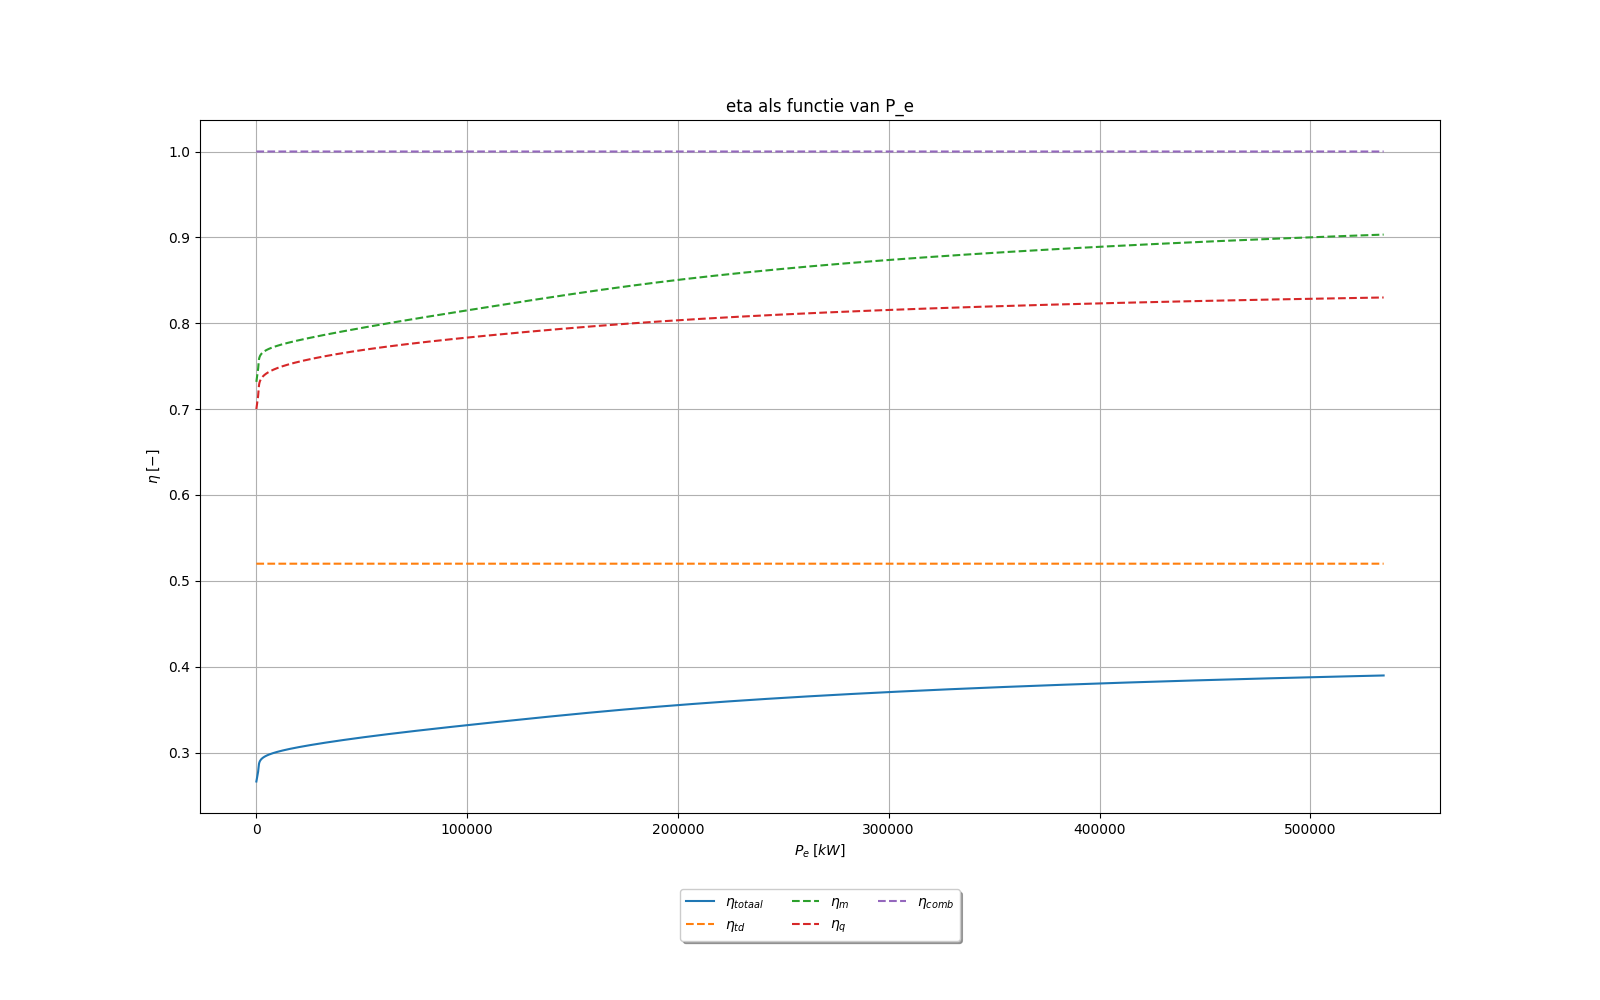 eta als functie van P_e
1.0
0.9
0.8
0.7
0.6
0.5
0.4
0.3
η [−]
0 100000 200000 300000 400000 500000
P_e [kW]
η_totaal η_m η_comb
η_td η_q